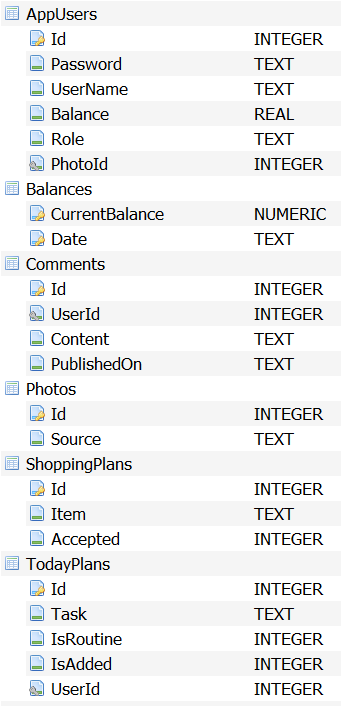 AppUsers
Id INTEGER
Password TEXT
UserName TEXT
Balance REAL
Role TEXT
PhotoId INTEGER
Balances
CurrentBalance NUMERIC
Date TEXT
Comments
Id INTEGER
UserId INTEGER
Content TEXT
PublishedOn TEXT
Photos
Id INTEGER
Source TEXT
ShoppingPlans
Id INTEGER
Item TEXT
Accepted INTEGER
TodayPlans
Id INTEGER
Task TEXT
IsRoutine INTEGER
IsAdded INTEGER
UserId INTEGER